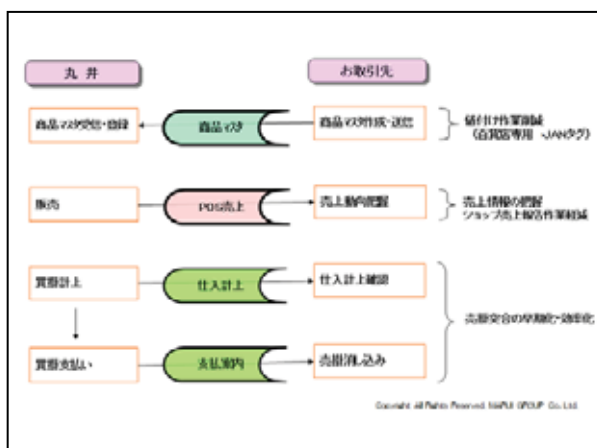 丸井
お取引先
商品マスタ受信・登録
商品マスタ
商品マスタ作成・送信
値付け作業削減
(百貨店専用→JANタグ)
販売
POS売上
売上動向把握
売上情報の把握
ショップ売上報告作業軽減
買掛計上
仕入計上
仕入計上確認
売掛照合の早期化・効率化
買掛支払い
支払案内
売掛消し込み
Copyright All Rights Reserved. MARUI GROUP Co., Ltd.